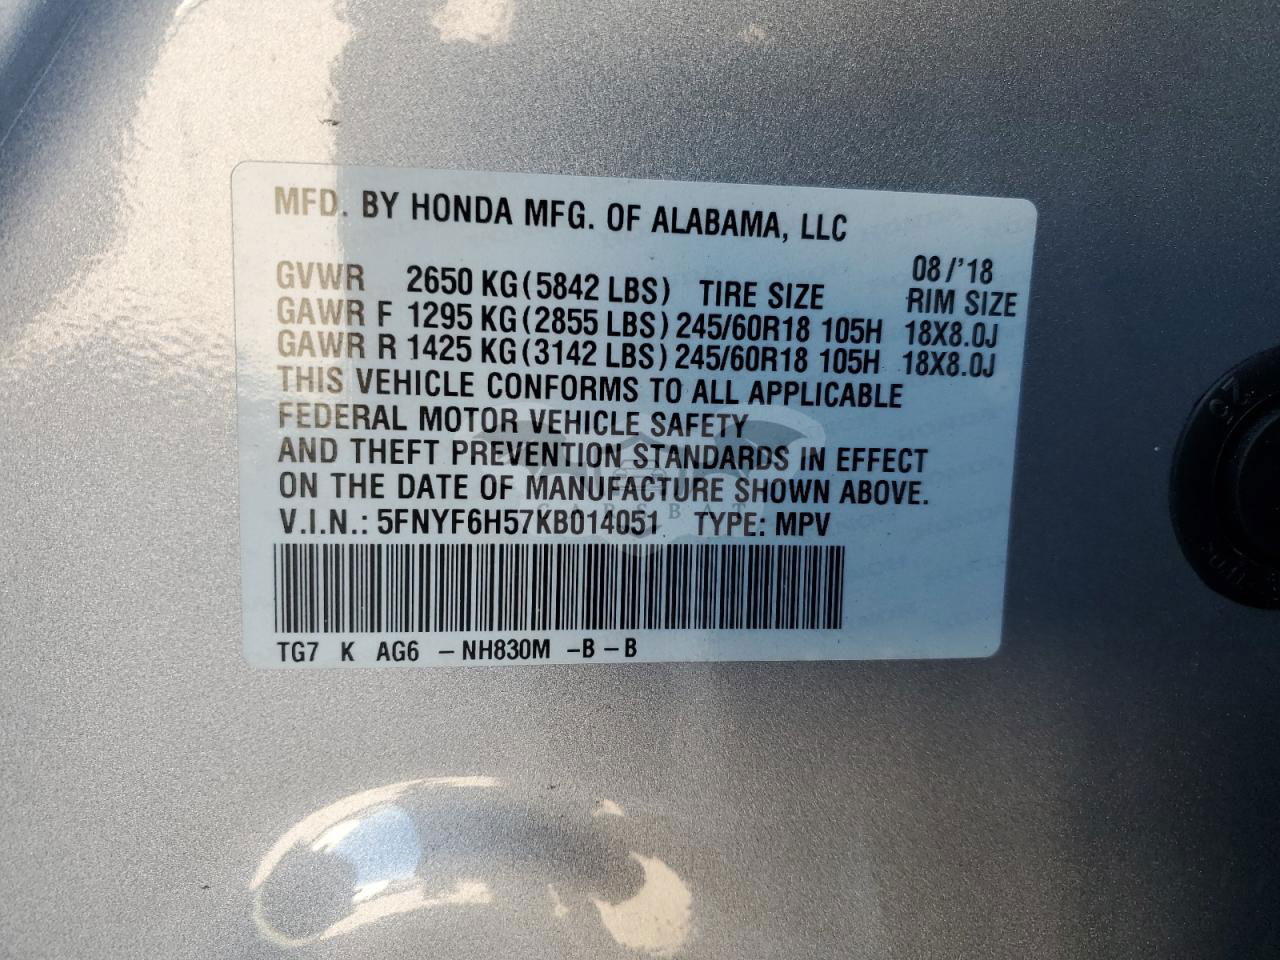 MFD. BY HONDA MFG. OF ALABAMA, LLC
08/'18
GVWR 2650 KG(5842 LBS) TIRE SIZE RIM SIZE
GAWR F 1295 KG(2855 LBS) 245/60R18 105H 18X8.0J
GAWR R 1425 KG(3142 LBS) 245/60R18 105H 18X8.0J
THIS VEHICLE CONFORMS TO ALL APPLICABLE
FEDERAL MOTOR VEHICLE SAFETY
AND THEFT PREVENTION STANDARDS IN EFFECT
ON THE DATE OF MANUFACTURE SHOWN ABOVE.
CARSBAT
V.I.N.: 5FNYF6H57KB014051 TYPE: MPV
TG7 K AG6 -NH830M -B-B